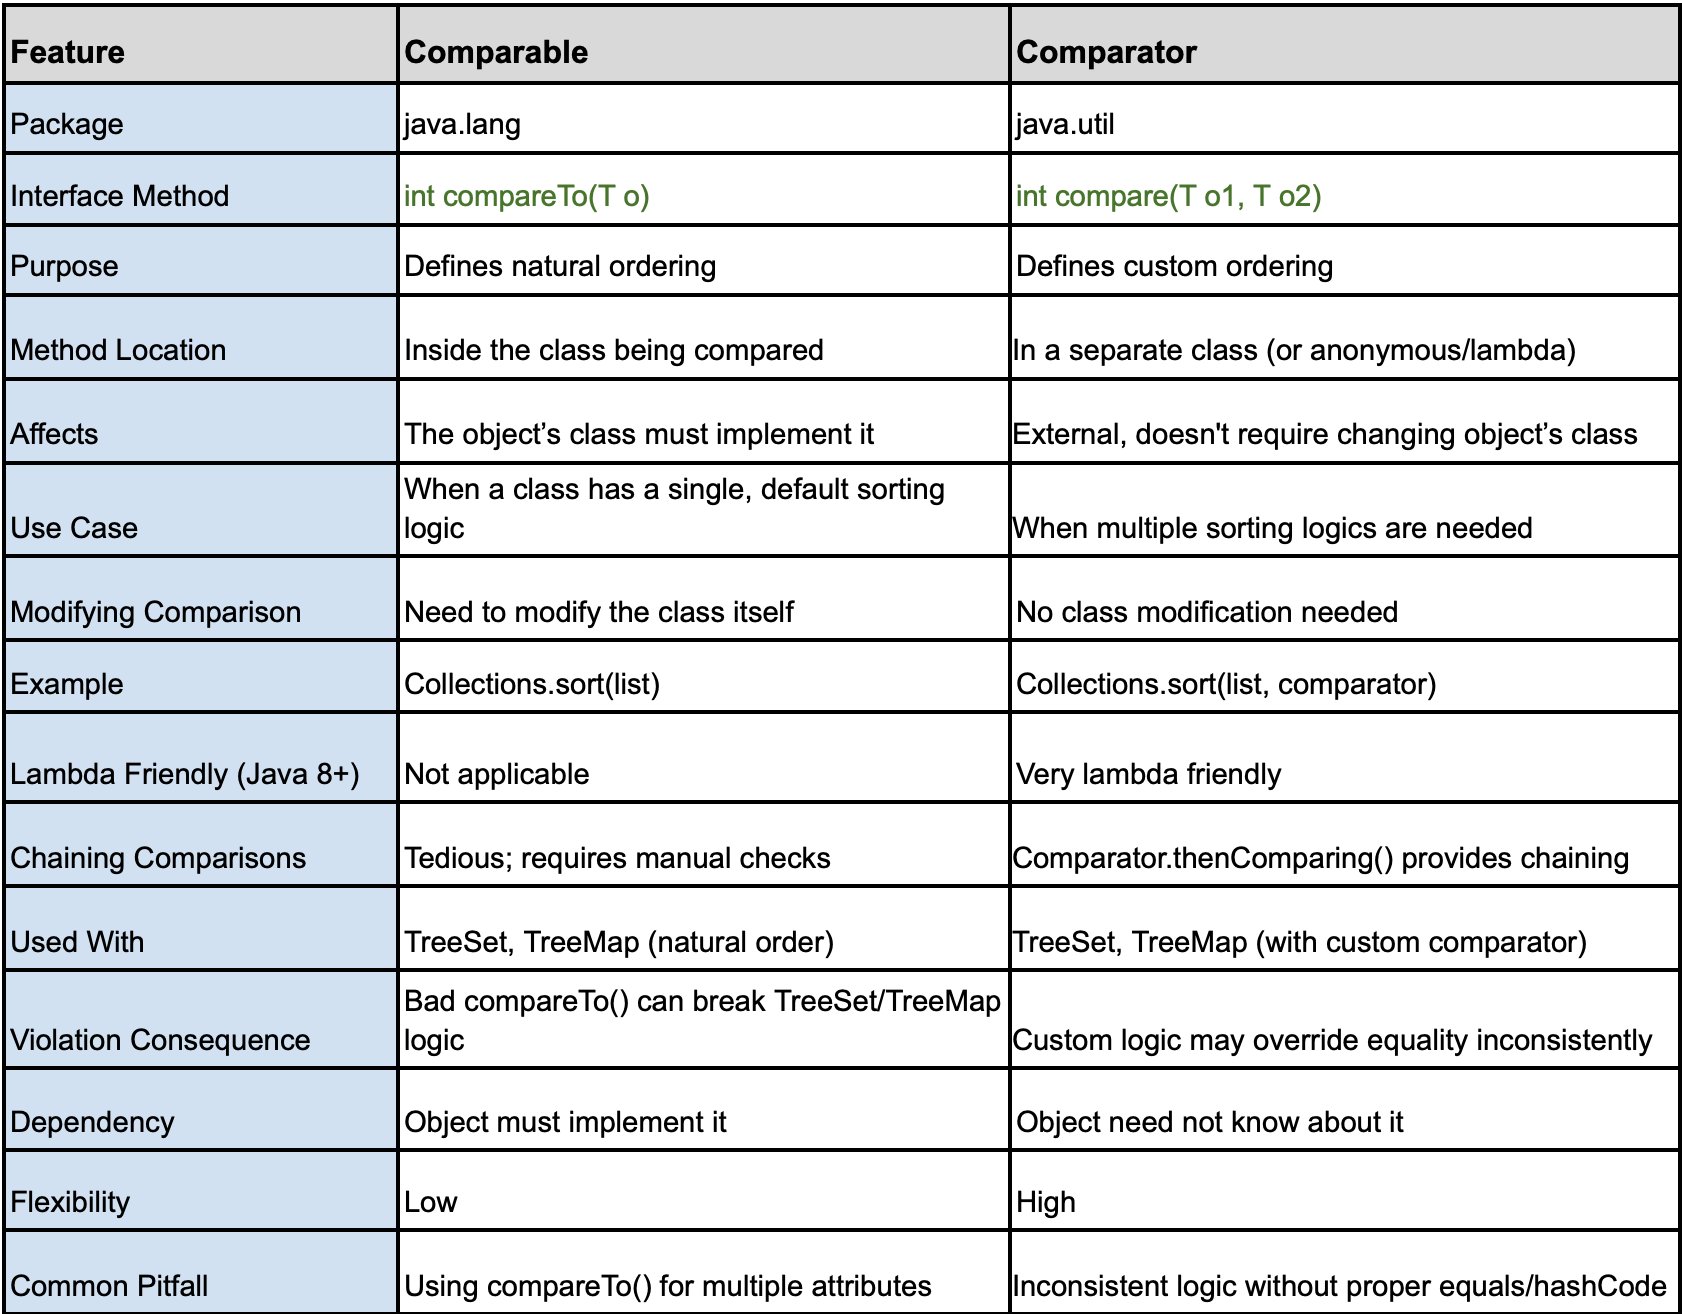 Feature Comparable Comparator
Package java.lang java.util
Interface Method int compareTo(T o) int compare(T o1, T o2)
Purpose Defines natural ordering Defines custom ordering
Method Location Inside the class being compared In a separate class (or anonymous/lambda)
Affects The object’s class must implement it External, doesn't require changing object’s class
When a class has a single, default sorting
Use Case logic When multiple sorting logics are needed
Modifying Comparison Need to modify the class itself No class modification needed
Example Collections.sort(list) Collections.sort(list, comparator)
Lambda Friendly (Java 8+) Not applicable Very lambda friendly
Chaining Comparisons Tedious; requires manual checks Comparator.thenComparing() provides chaining
Used With TreeSet, TreeMap (natural order) TreeSet, TreeMap (with custom comparator)
Bad compareTo() can break TreeSet/TreeMap
Violation Consequence logic Custom logic may override equality inconsistently
Dependency Object must implement it Object need not know about it
Flexibility Low High
Common Pitfall Using compareTo() for multiple attributes Inconsistent logic without proper equals/hashCode